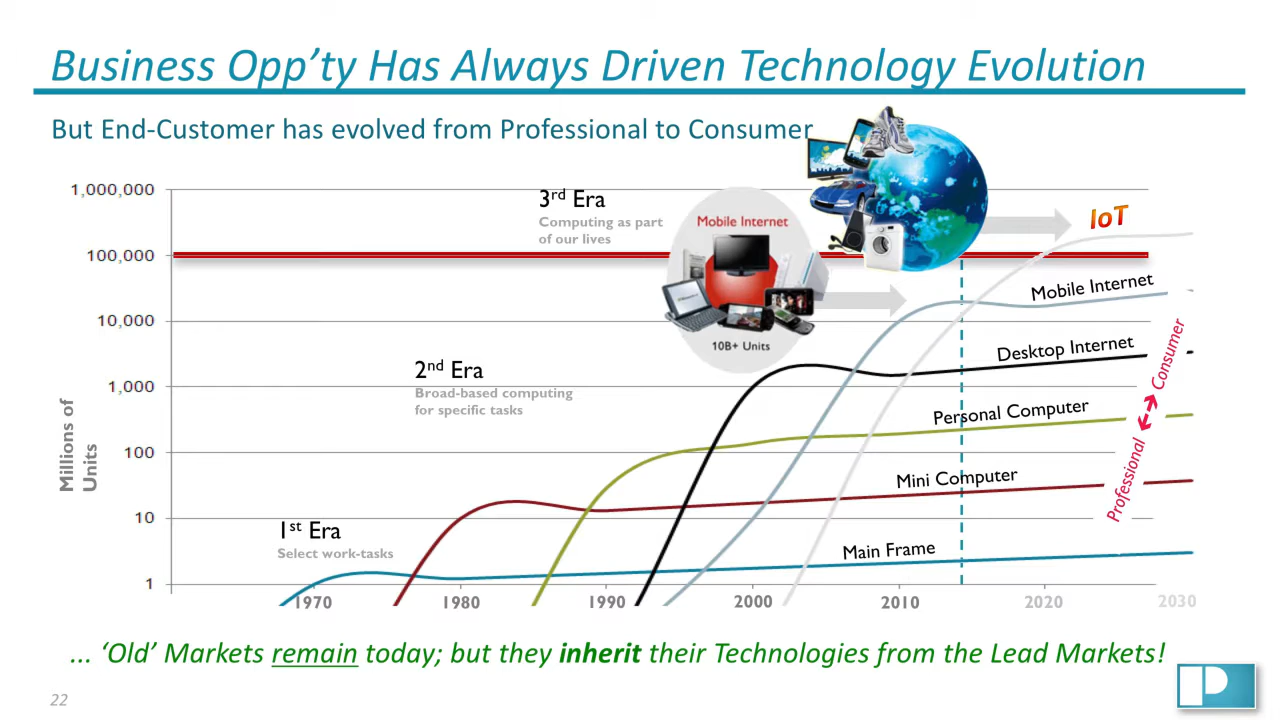 Business Opp’ty Has Always Driven Technology Evolution
But End-Customer has evolved from Professional to Consumer
1,000,000
100,000
10,000
1,000
100
10
1
Millions of
Units
3rd Era
Computing as part
of our lives
2nd Era
Broad-based computing
for specific tasks
1st Era
Select work-tasks
Mobile Internet
10B+ Units
IoT
Mobile Internet
Desktop Internet
Personal Computer
Mini Computer
Main Frame
Professional
Consumer
1970
1980
1990
2000
2010
2020
2030
... ‘Old’ Markets remain today; but they inherit their Technologies from the Lead Markets!
22